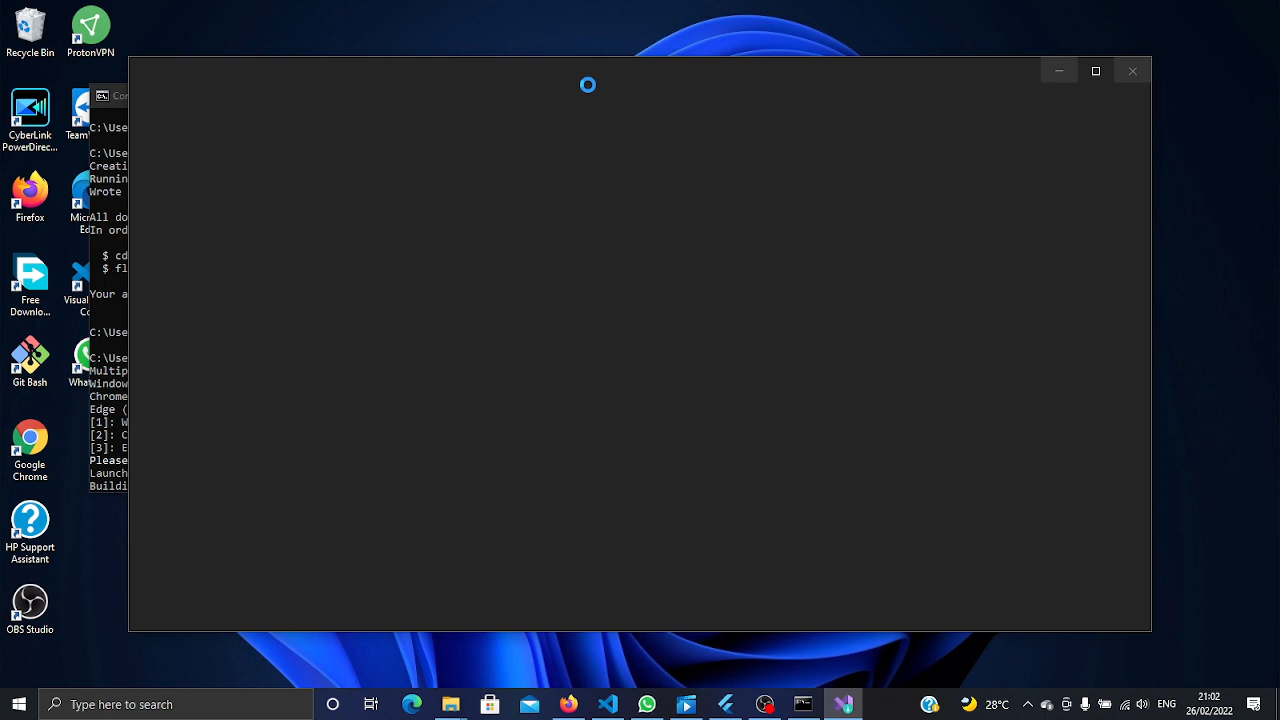 Recycle Bin
ProtonVPN
CyberLink
PowerDirec...
Firefox
Free
Downlo...
Git Bash
Google
Chrome
HP Support
Assistant
OBS Studio
C:\Use
C:\Use
Creati
Runnin
Wrote
All do
In ord
$ cd
$ fl
Your a
C:\Use
C:\Use
Multip
Window
Chrome
Edge (
[1]: W
[2]: C
[3]: E
Please
Launch
Buildi
Type here to search
28°C
ENG
21:02
26/02/2022